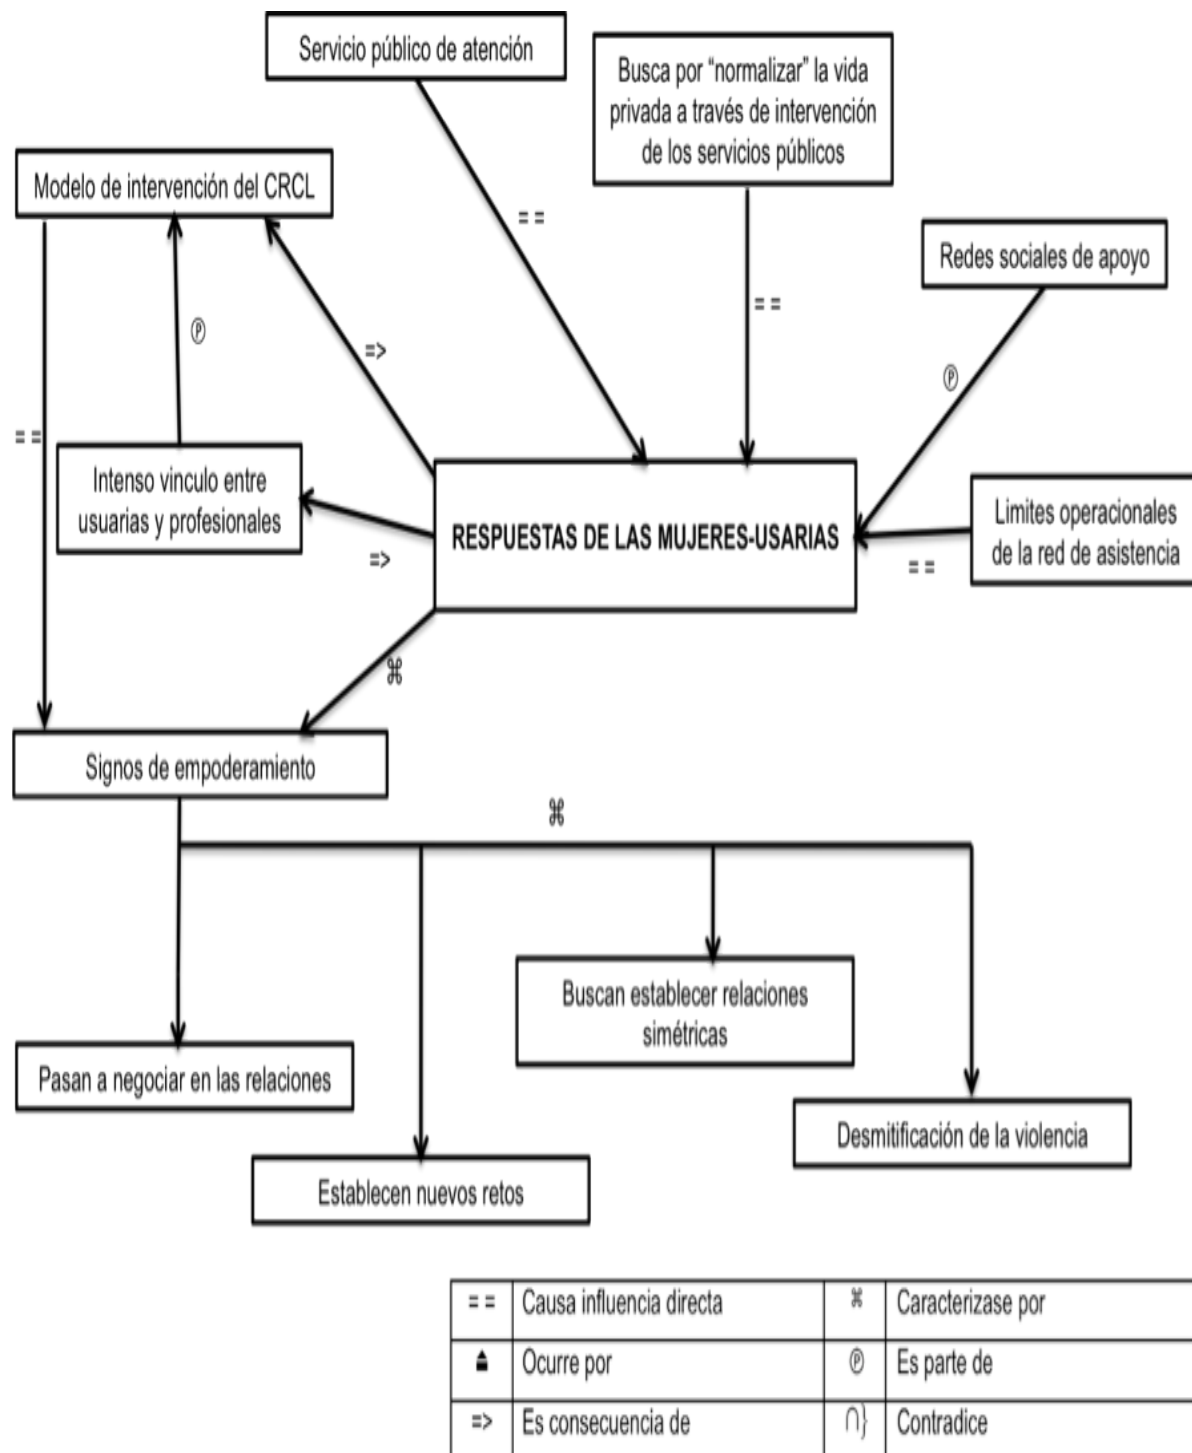 Servicio público de atención
Busca por “normalizar” la vida
privada a través de intervención
de los servicios públicos
Modelo de intervención del CRCL
Redes sociales de apoyo
= =
= =
Ⓟ
=>
Ⓟ
= =
Intenso vinculo entre
usuarias y profesionales
RESPUESTAS DE LAS MUJERES-USARIAS
Limites operacionales
de la red de asistencia
=>
= =
⌘
Signos de empoderamiento
⌘
Buscan establecer relaciones
simétricas
Pasan a negociar en las relaciones
Desmitificación de la violencia
Establecen nuevos retos
= = Causa influencia directa ⌘ Caracterizase por
⏏ Ocurre por Ⓟ Es parte de
=> Es consecuencia de ∩} Contradice